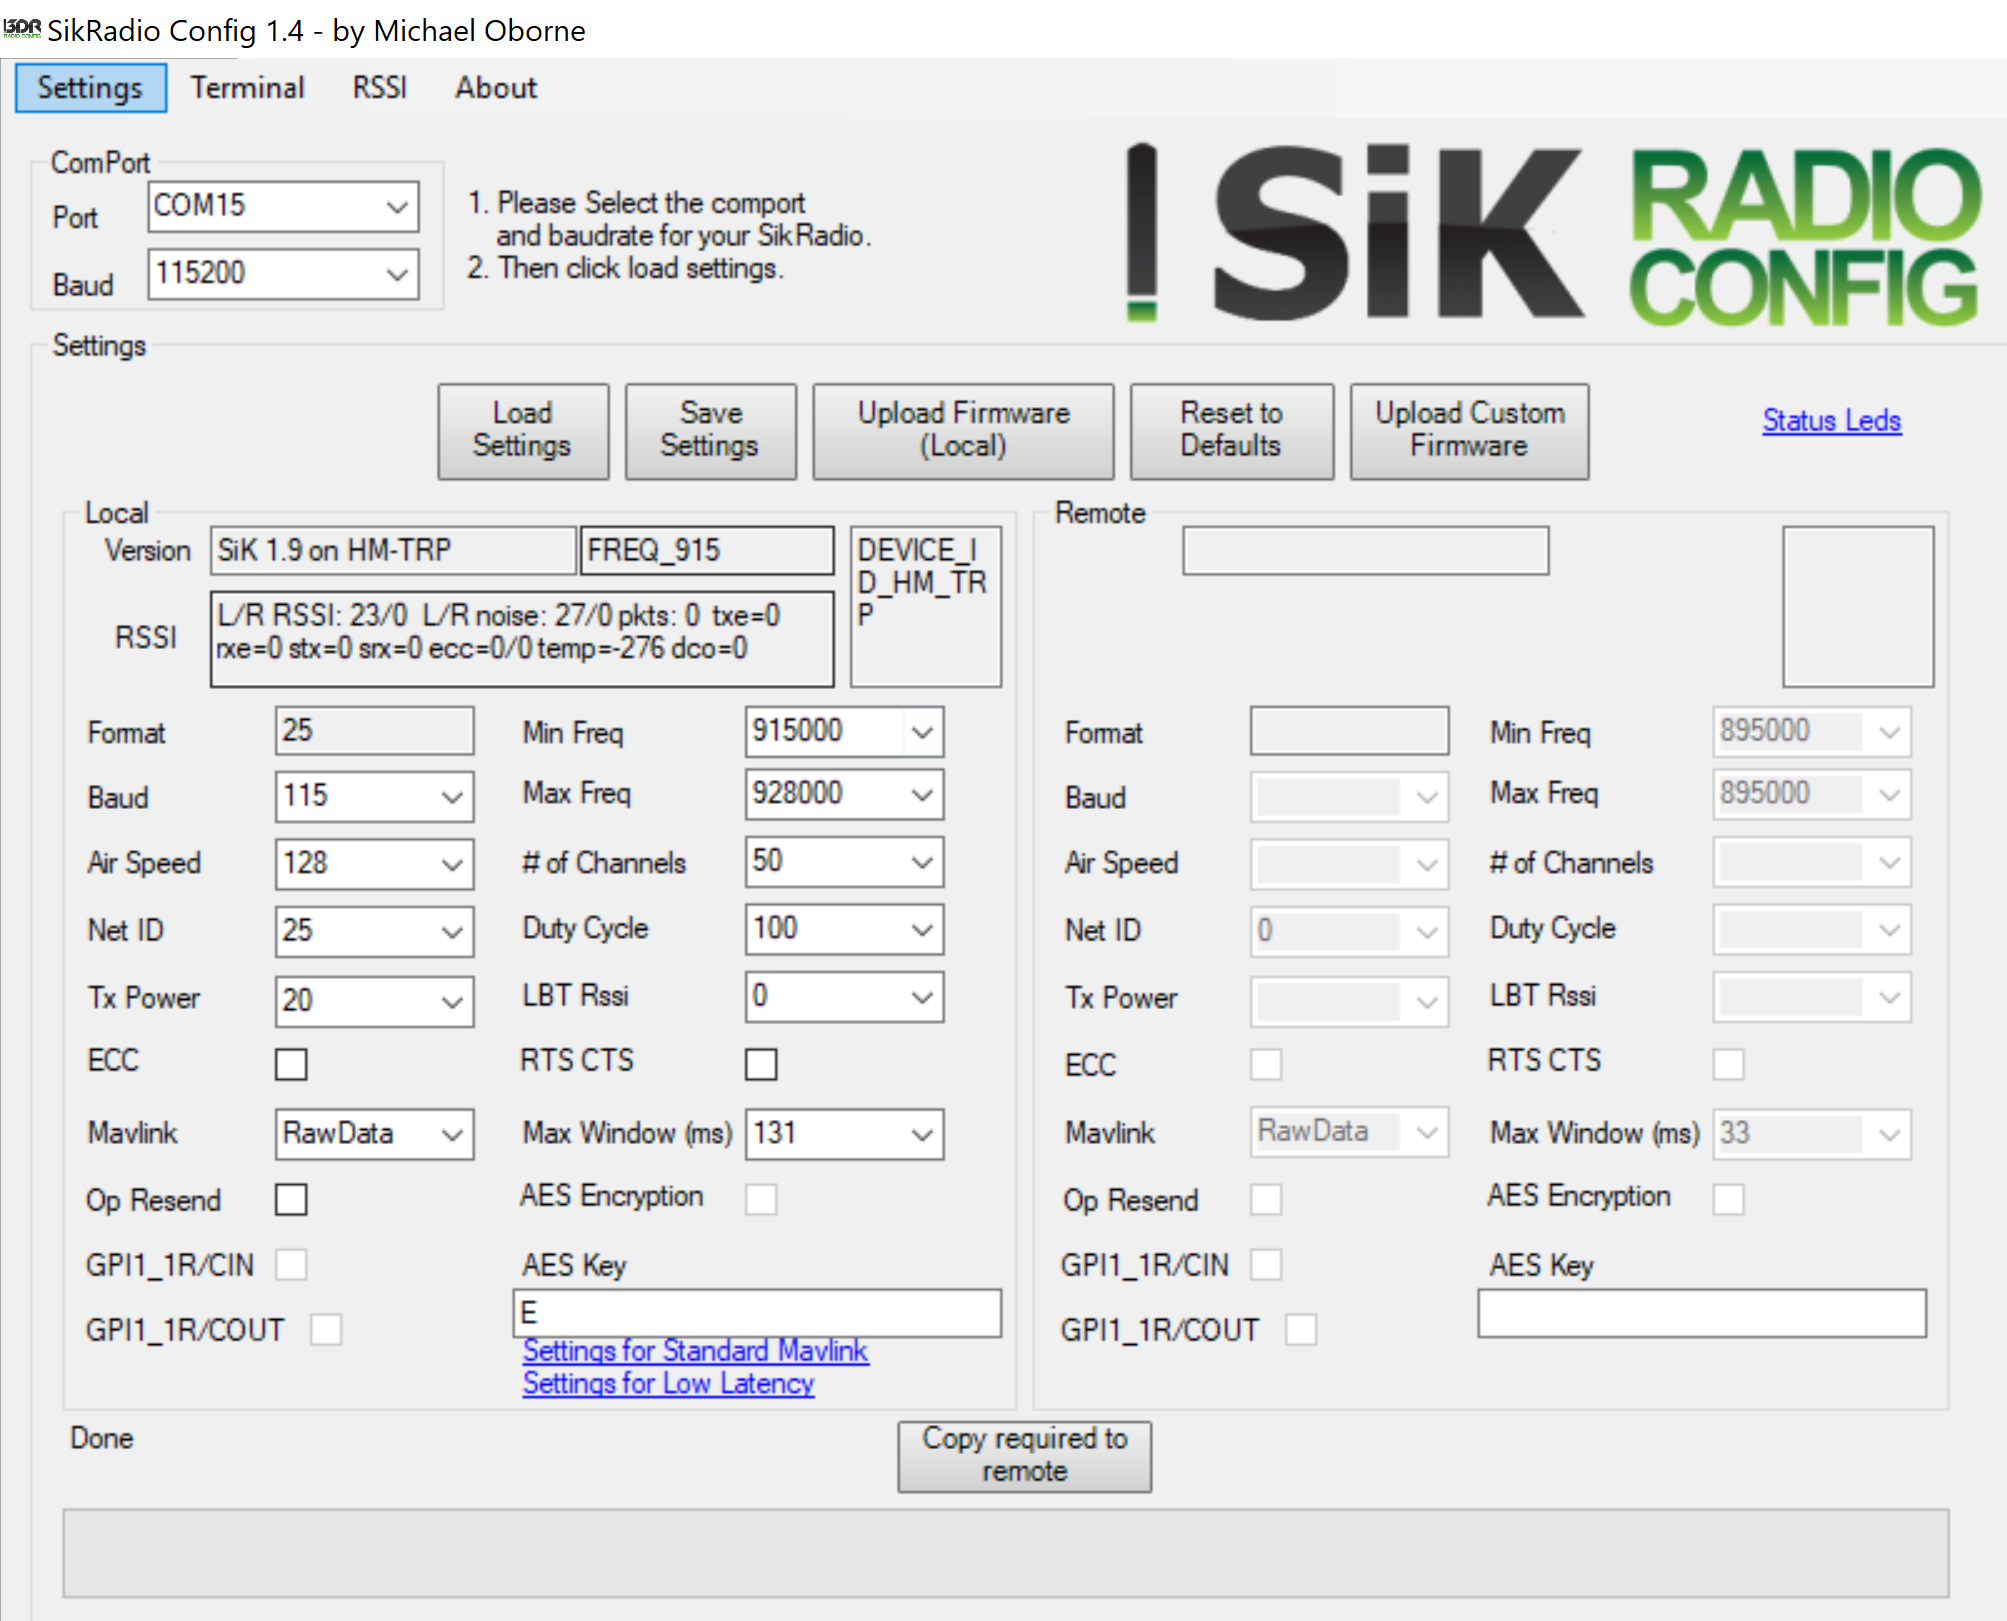 SikRadio Config 1.4 - by Michael Oborne
Settings Terminal RSSI About
ComPort
Port COM15
Baud 115200
1. Please Select the comport
and baudrate for your SikRadio.
2. Then click load settings.
! SiK RADIO CONFIG
Settings
Load Settings
Save Settings
Upload Firmware (Local)
Reset to Defaults
Upload Custom Firmware
Status Leds
Local
Version SiK 1.9 on HM-TRP FREQ_915
DEVICE_I
D_HM_TR
P
RSSI
L/R RSSI: 23/0 L/R noise: 27/0 pkts: 0 txe=0
rxe=0 stx=0 srx=0 ecc=0/0 temp=-276 dco=0
Format 25 Min Freq 915000
Baud 115 Max Freq 928000
Air Speed 128 # of Channels 50
Net ID 25 Duty Cycle 100
Tx Power 20 LBT Rssi 0
ECC RTS CTS
Mavlink RawData Max Window (ms) 131
Op Resend AES Encryption
GPI1_1R/CIN AES Key
E
GPI1_1R/COUT
Settings for Standard Mavlink
Settings for Low Latency
Remote
Format Min Freq 895000
Baud Max Freq 895000
Air Speed # of Channels
Net ID 0 Duty Cycle
Tx Power LBT Rssi
ECC RTS CTS
Mavlink RawData Max Window (ms) 33
Op Resend AES Encryption
GPI1_1R/CIN AES Key
GPI1_1R/COUT
Done
Copy required to
remote